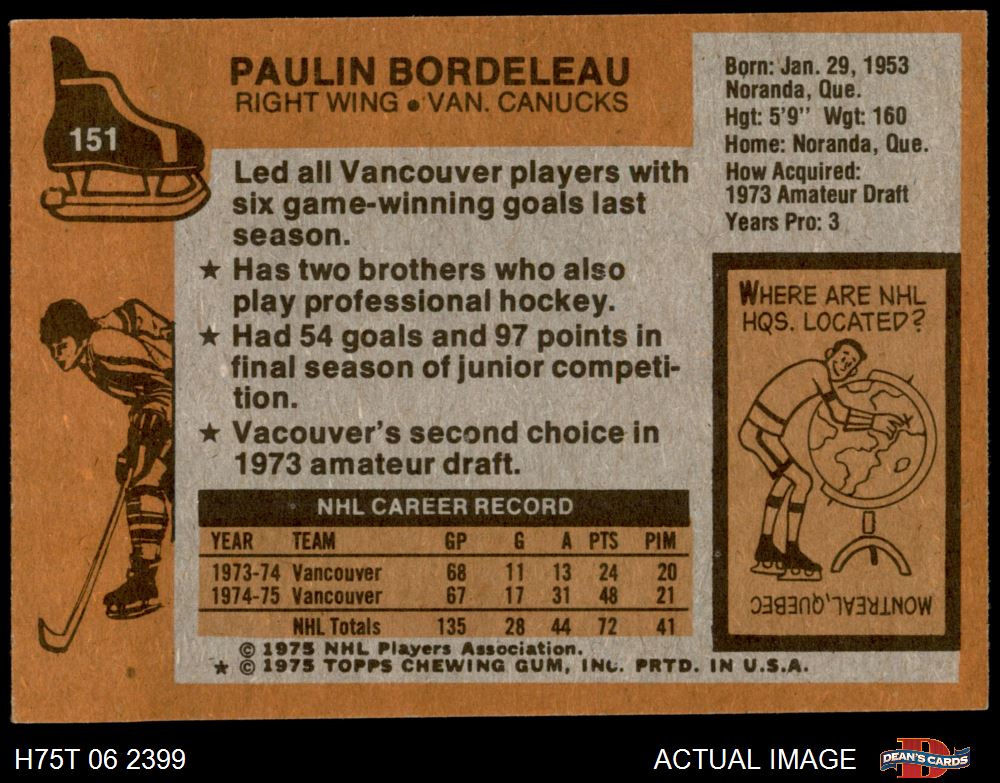 151
PAULIN BORDELEAU
RIGHT WING • VAN. CANUCKS
Led all Vancouver players with
six game-winning goals last
season.
★ Has two brothers who also
play professional hockey.
★ Had 54 goals and 97 points in
final season of junior competi-
tion.
★ Vacouver's second choice in
1973 amateur draft.
Born: Jan. 29, 1953
Noranda, Que.
Hgt: 5'9" Wgt: 160
Home: Noranda, Que.
How Acquired:
1973 Amateur Draft
Years Pro: 3
WHERE ARE NHL
HQS. LOCATED?
MONTREAL, QUEBEC
NHL CAREER RECORD
YEAR TEAM GP G A PTS PIM
1973-74 Vancouver 68 11 13 24 20
1974-75 Vancouver 67 17 31 48 21
NHL Totals 135 28 44 72 41
© 1975 NHL Players Association.
★ © 1975 TOPPS CHEWING GUM, INC. PRTD. IN U.S.A.
H75T 06 2399
ACTUAL IMAGE
D
DEAN'S CARDS